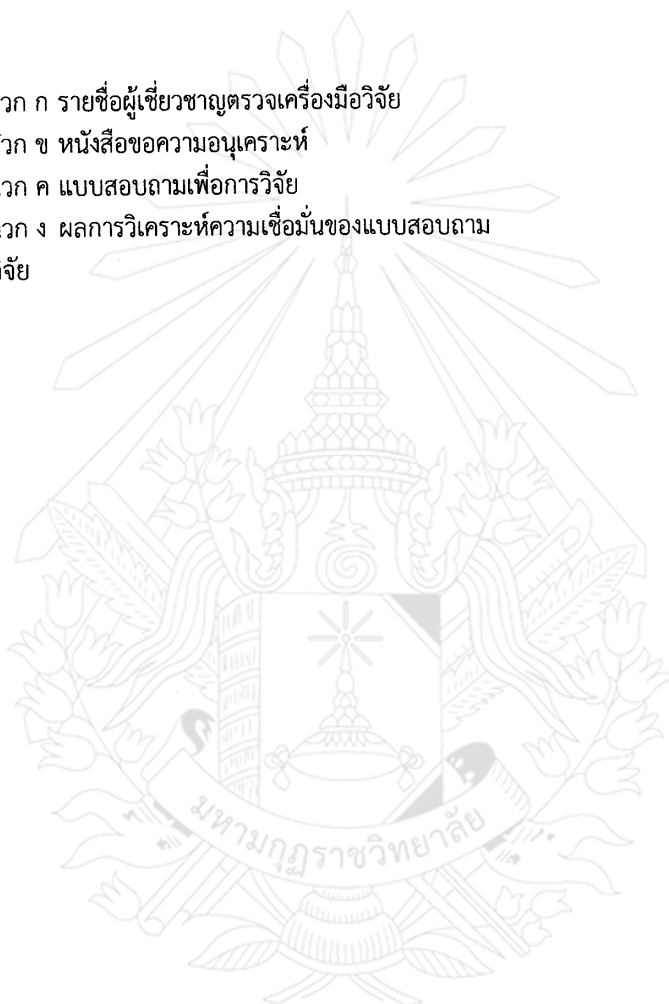 วก ก รายชื่อผู้เชี่ยวชาญตรวจเครื่องมือวิจัย
วก ข หนังสือขอความอนุเคราะห์
วก ค แบบสอบถามเพื่อการวิจัย
วก ง ผลการวิเคราะห์ความเชื่อมั่นของแบบสอบถาม
จัย
มหามกุฏราชวิทยาลัย